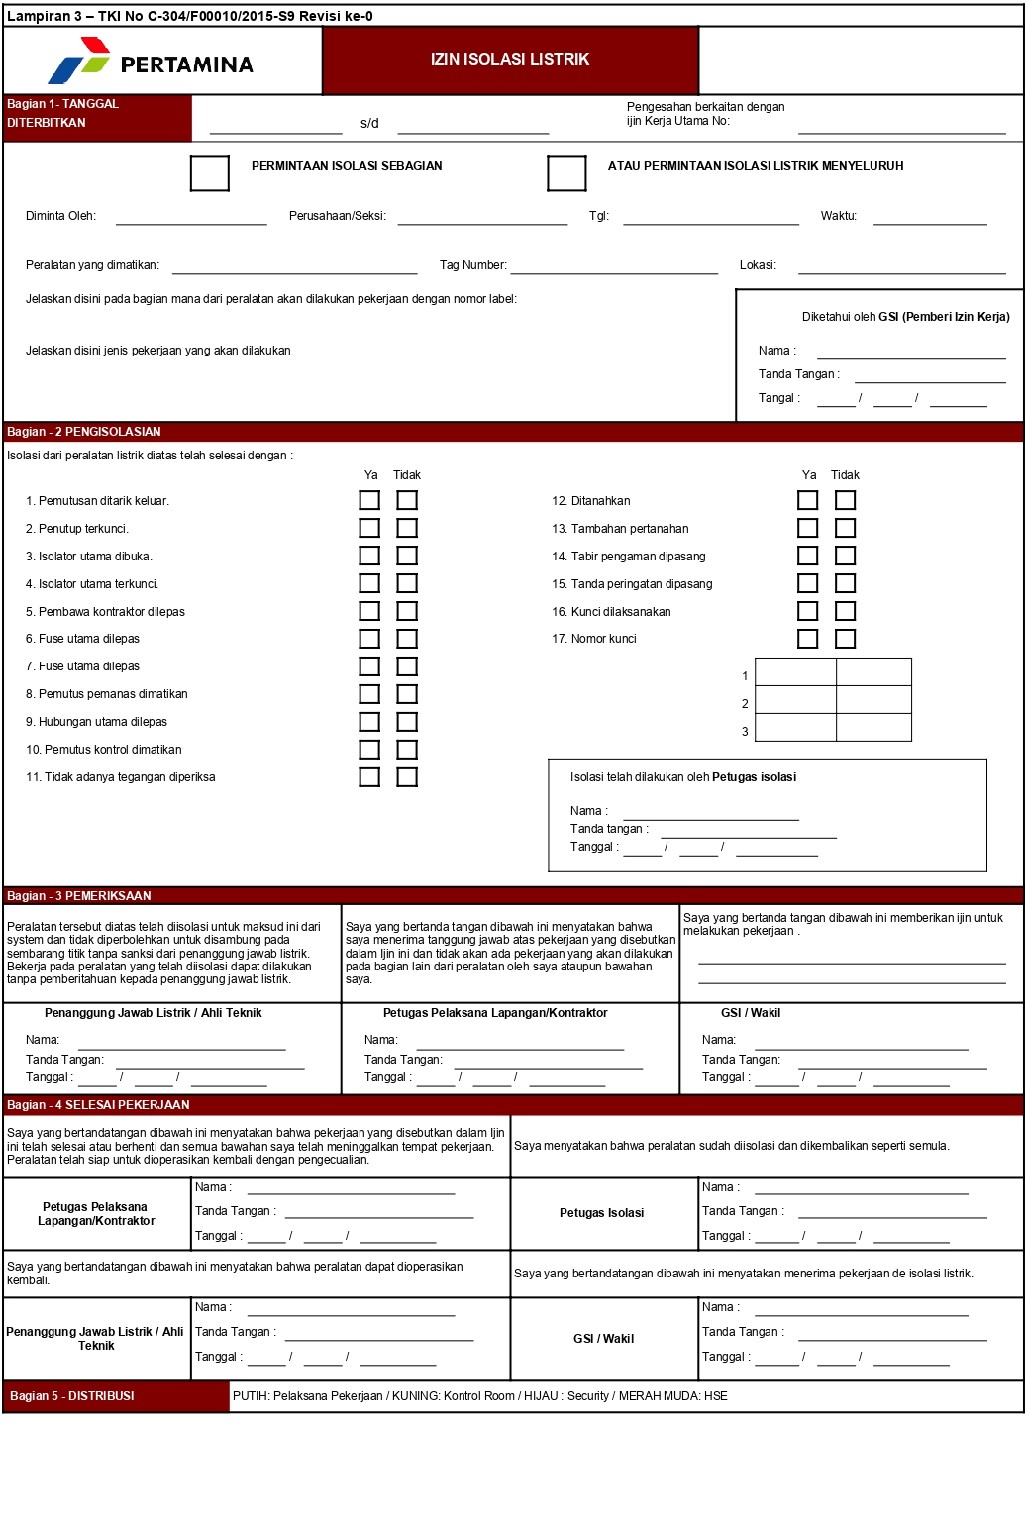 Lampiran 3 – TKI No C-304/F00010/2015-S9 Revisi ke-0
PERTAMINA
IZIN ISOLASI LISTRIK
Bagian 1- TANGGAL
DITERBITKAN
s/d
Pengesahan berkaitan dengan
ijin Kerja Utama No:
PERMINTAAN ISOLASI SEBAGIAN
ATAU PERMINTAAN ISOLASI LISTRIK MENYELURUH
Diminta Oleh: Perusahaan/Seksi: Tgl: Waktu:
Peralatan yang dimatikan: Tag Number: Lokasi:
Jelaskan disini pada bagian mana dari peralatan akan dilakukan pekerjaan dengan nomor label:
Diketahui oleh GSI (Pemberi Izin Kerja)
Jelaskan disini jenis pekerjaan yang akan dilakukan
Nama :
Tanda Tangan :
Tangal : / /
Bagian - 2 PENGISOLASIAN
Isolasi dari peralatan listrik diatas telah selesai dengan :
Ya Tidak
1. Pemutusan ditarik keluar.
2. Penutup terkunci.
3. Isolator utama dibuka.
4. Isolator utama terkunci.
5. Pembawa kontraktor dilepas
6. Fuse utama dilepas
7. Fuse utama dilepas
8. Pemutus pemanas dimatikan
9. Hubungan utama dilepas
10. Pemutus kontrol dimatikan
11. Tidak adanya tegangan diperiksa
Ya Tidak
12. Ditanahkan
13. Tambahan pertanahan
14. Tabir pengaman dipasang
15. Tanda peringatan dipasang
16. Kunci dilaksanakan
17. Nomor kunci
1
2
3
Isolasi telah dilakukan oleh Petugas isolasi
Nama :
Tanda tangan :
Tanggal : / /
Bagian - 3 PEMERIKSAAN
Peralatan tersebut diatas telah diisolasi untuk maksud ini dari
system dan tidak diperbolehkan untuk disambung pada
sembarang titik tanpa sanksi dari penanggung jawab listrik.
Bekerja pada peralatan yang telah diisolasi dapat dilakukan
tanpa pemberitahuan kepada penanggung jawab listrik.
Saya yang bertanda tangan dibawah ini menyatakan bahwa
saya menerima tanggung jawab atas pekerjaan yang disebutkan
dalam Ijin ini dan tidak akan ada pekerjaan yang akan dilakukan
pada bagian lain dari peralatan oleh saya ataupun bawahan
saya.
Saya yang bertanda tangan dibawah ini memberikan ijin untuk
melakukan pekerjaan .
Penanggung Jawab Listrik / Ahli Teknik
Nama:
Tanda Tangan:
Tanggal : / /
Petugas Pelaksana Lapangan/Kontraktor
Nama:
Tanda Tangan:
Tanggal : / /
GSI / Wakil
Nama:
Tanda Tangan:
Tanggal : / /
Bagian - 4 SELESAI PEKERJAAN
Saya yang bertandatangan dibawah ini menyatakan bahwa pekerjaan yang disebutkan dalam Ijin
ini telah selesai atau berhenti dan semua bawahan saya telah meninggalkan tempat pekerjaan.
Peralatan telah siap untuk dioperasikan kembali dengan pengecualian.
Saya menyatakan bahwa peralatan sudah diisolasi dan dikembalikan seperti semula.
Petugas Pelaksana
Lapangan/Kontraktor
Nama :
Tanda Tangan :
Tanggal : / /
Petugas Isolasi
Nama :
Tanda Tangan :
Tanggal : / /
Saya yang bertandatangan dibawah ini menyatakan bahwa peralatan dapat dioperasikan
kembali.
Saya yang bertandatangan dibawah ini menyatakan menerima pekerjaan de isolasi listrik.
Penanggung Jawab Listrik / Ahli
Teknik
Nama :
Tanda Tangan :
Tanggal : / /
GSI / Wakil
Nama :
Tanda Tangan :
Tanggal : / /
Bagian 5 - DISTRIBUSI
PUTIH: Pelaksana Pekerjaan / KUNING: Kontrol Room / HIJAU : Security / MERAH MUDA: HSE